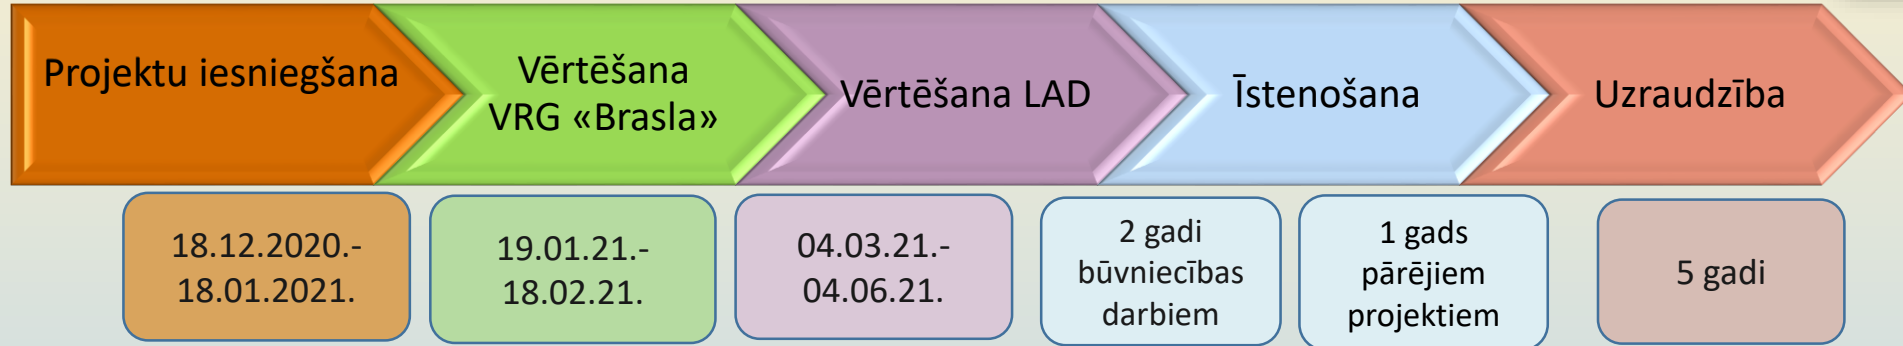 Projektu iesniegšana
Vērtēšana
VRG «Brasla»
Vērtēšana LAD
Īstenošana
Uzraudzība
18.12.2020.-
18.01.2021.
19.01.21.-
18.02.21.
04.03.21.-
04.06.21.
2 gadi
būvniecības
darbiem
1 gads
pārējiem
projektiem
5 gadi